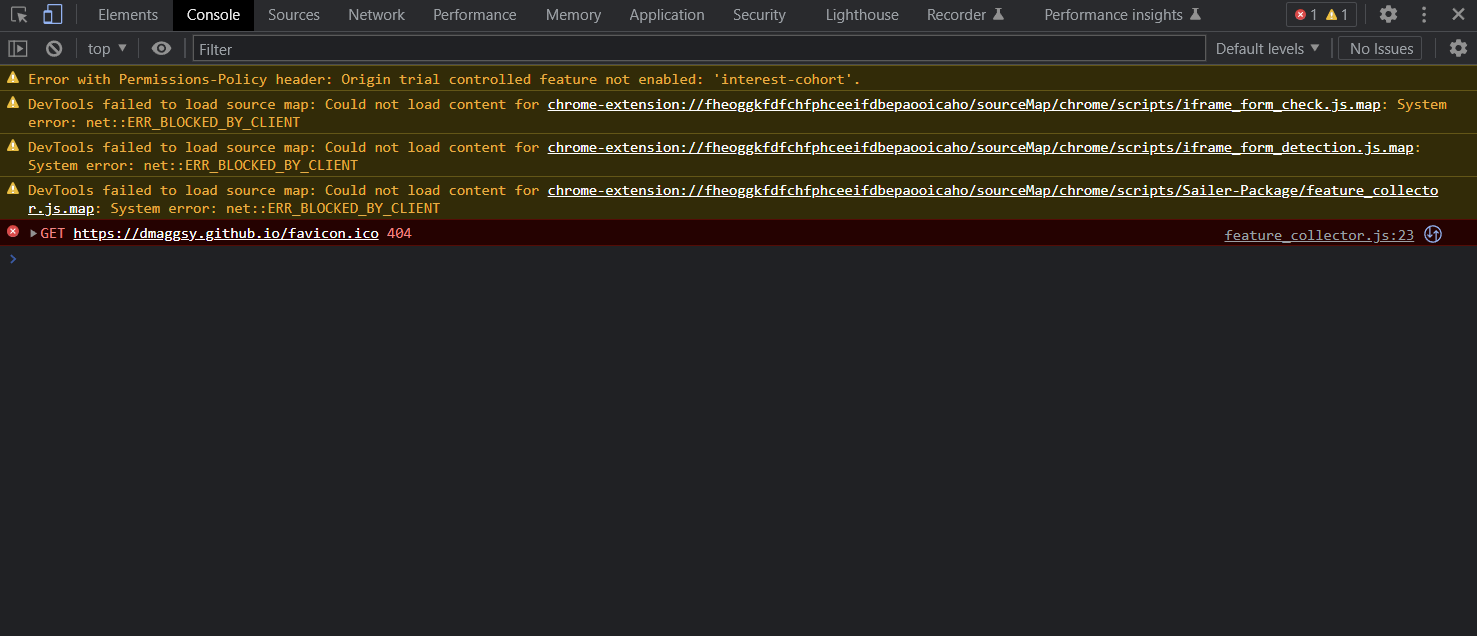 Elements Console Sources Network Performance Memory Application Security Lighthouse Recorder Performance insights 1 1
top Filter Default levels No Issues
Error with Permissions-Policy header: Origin trial controlled feature not enabled: 'interest-cohort'.
DevTools failed to load source map: Could not load content for chrome-extension://fheoggkfdfchfphceeifdbepaooicaho/sourceMap/chrome/scripts/iframe_form_check.js.map: System
error: net::ERR_BLOCKED_BY_CLIENT
DevTools failed to load source map: Could not load content for chrome-extension://fheoggkfdfchfphceeifdbepaooicaho/sourceMap/chrome/scripts/iframe_form_detection.js.map:
System error: net::ERR_BLOCKED_BY_CLIENT
DevTools failed to load source map: Could not load content for chrome-extension://fheoggkfdfchfphceeifdbepaooicaho/sourceMap/chrome/scripts/Sailer-Package/feature_collecto
r.js.map: System error: net::ERR_BLOCKED_BY_CLIENT
GET https://dmaggsy.github.io/favicon.ico 404 feature_collector.js:23